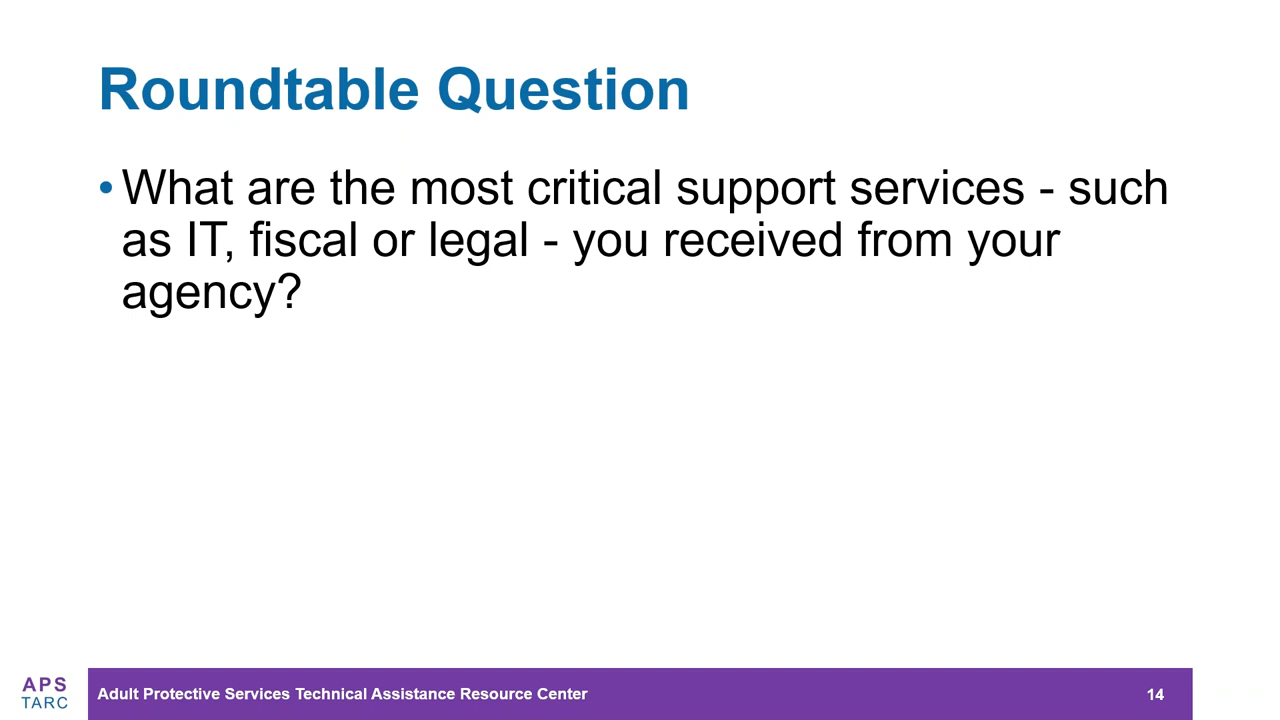 Roundtable Question
• What are the most critical support services - such
as IT, fiscal or legal - you received from your
agency?
APS
TARC
Adult Protective Services Technical Assistance Resource Center
14